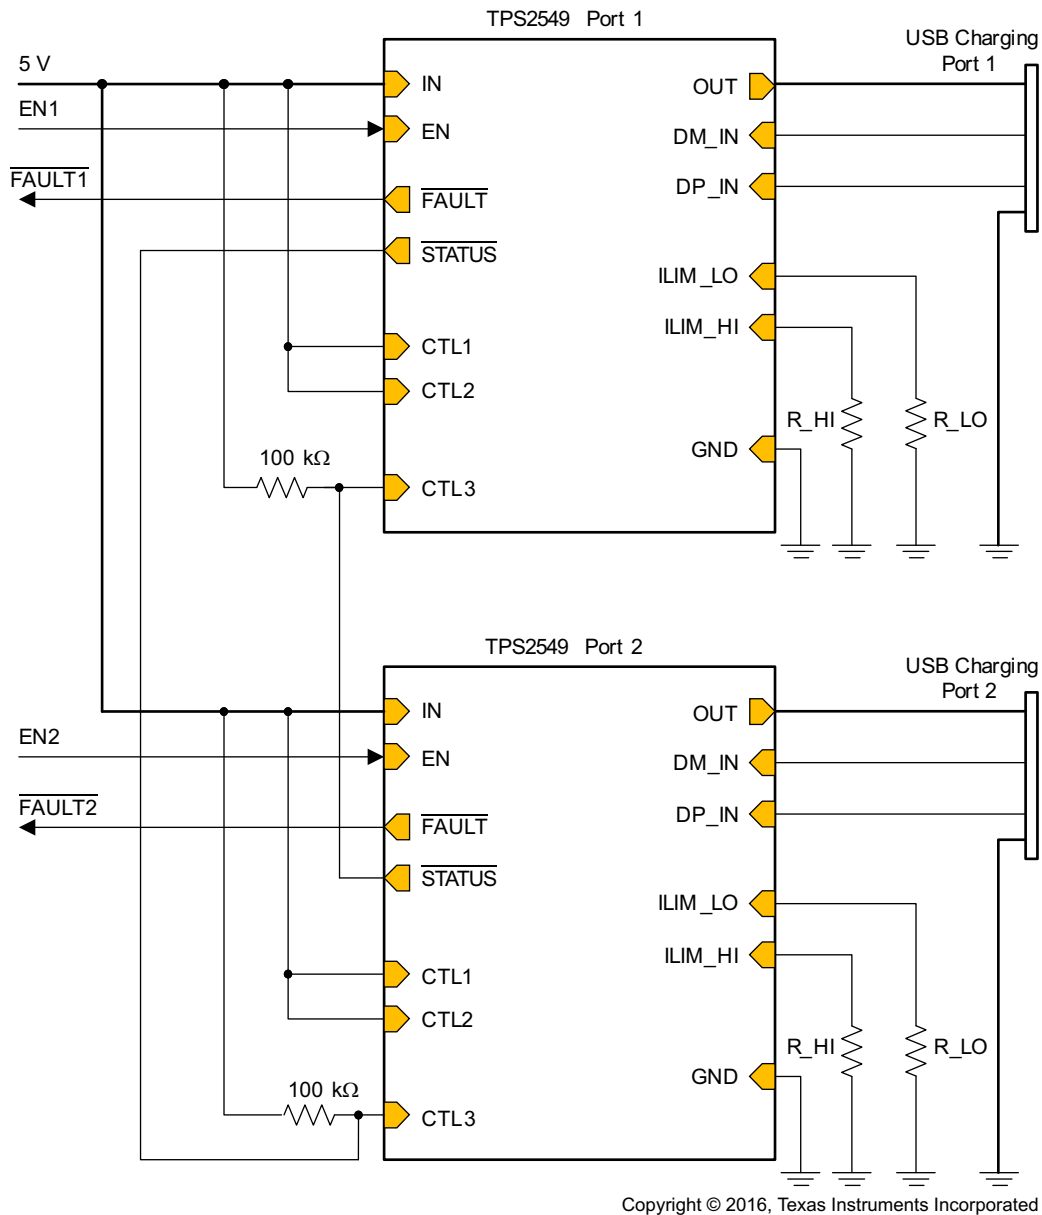 TPS2549 Port 1
USB Charging
Port 1
5 V
IN
OUT
EN1
EN
DM_IN
FAULT1
FAULT
DP_IN
STATUS
ILIM_LO
ILIM_HI
CTL1
CTL2
R_HI
R_LO
GND
100 kΩ
CTL3
TPS2549 Port 2
USB Charging
Port 2
IN
OUT
EN2
EN
DM_IN
FAULT2
FAULT
DP_IN
STATUS
ILIM_LO
ILIM_HI
CTL1
CTL2
R_HI
R_LO
GND
100 kΩ
CTL3
Copyright © 2016, Texas Instruments Incorporated